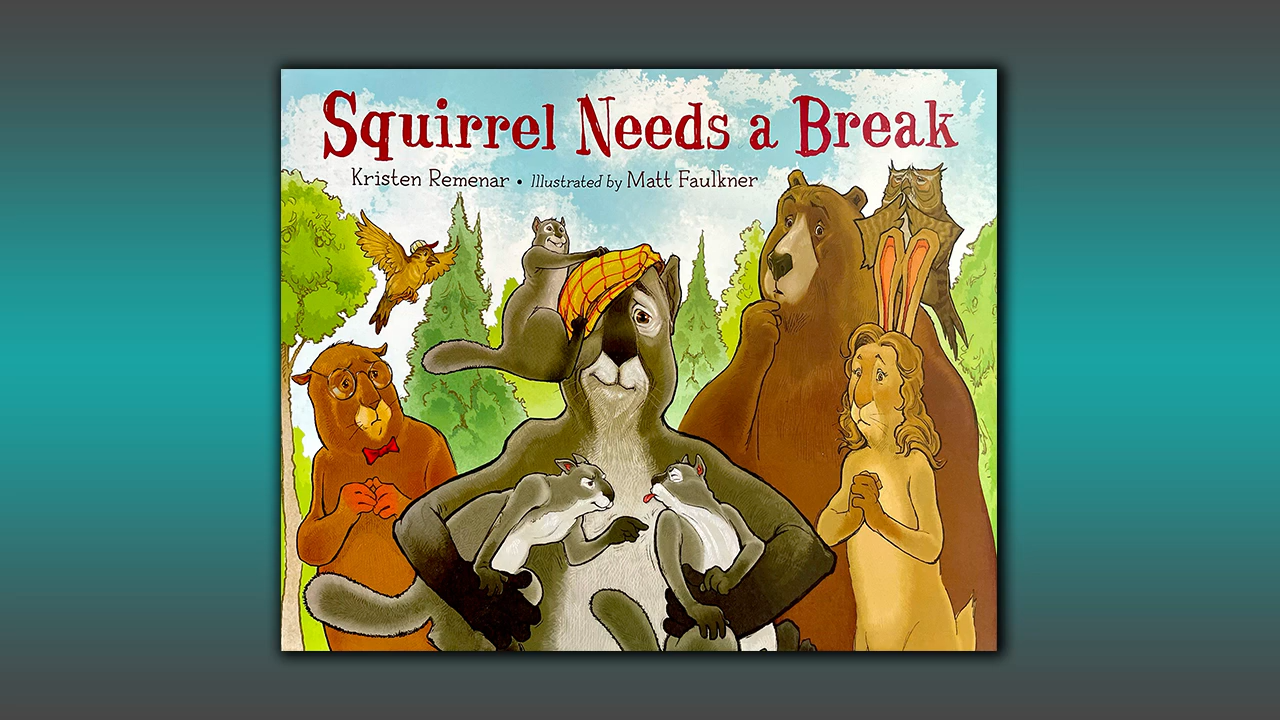 Squirrel Needs a Break
Kristen Remenar • Illustrated by Matt Faulkner